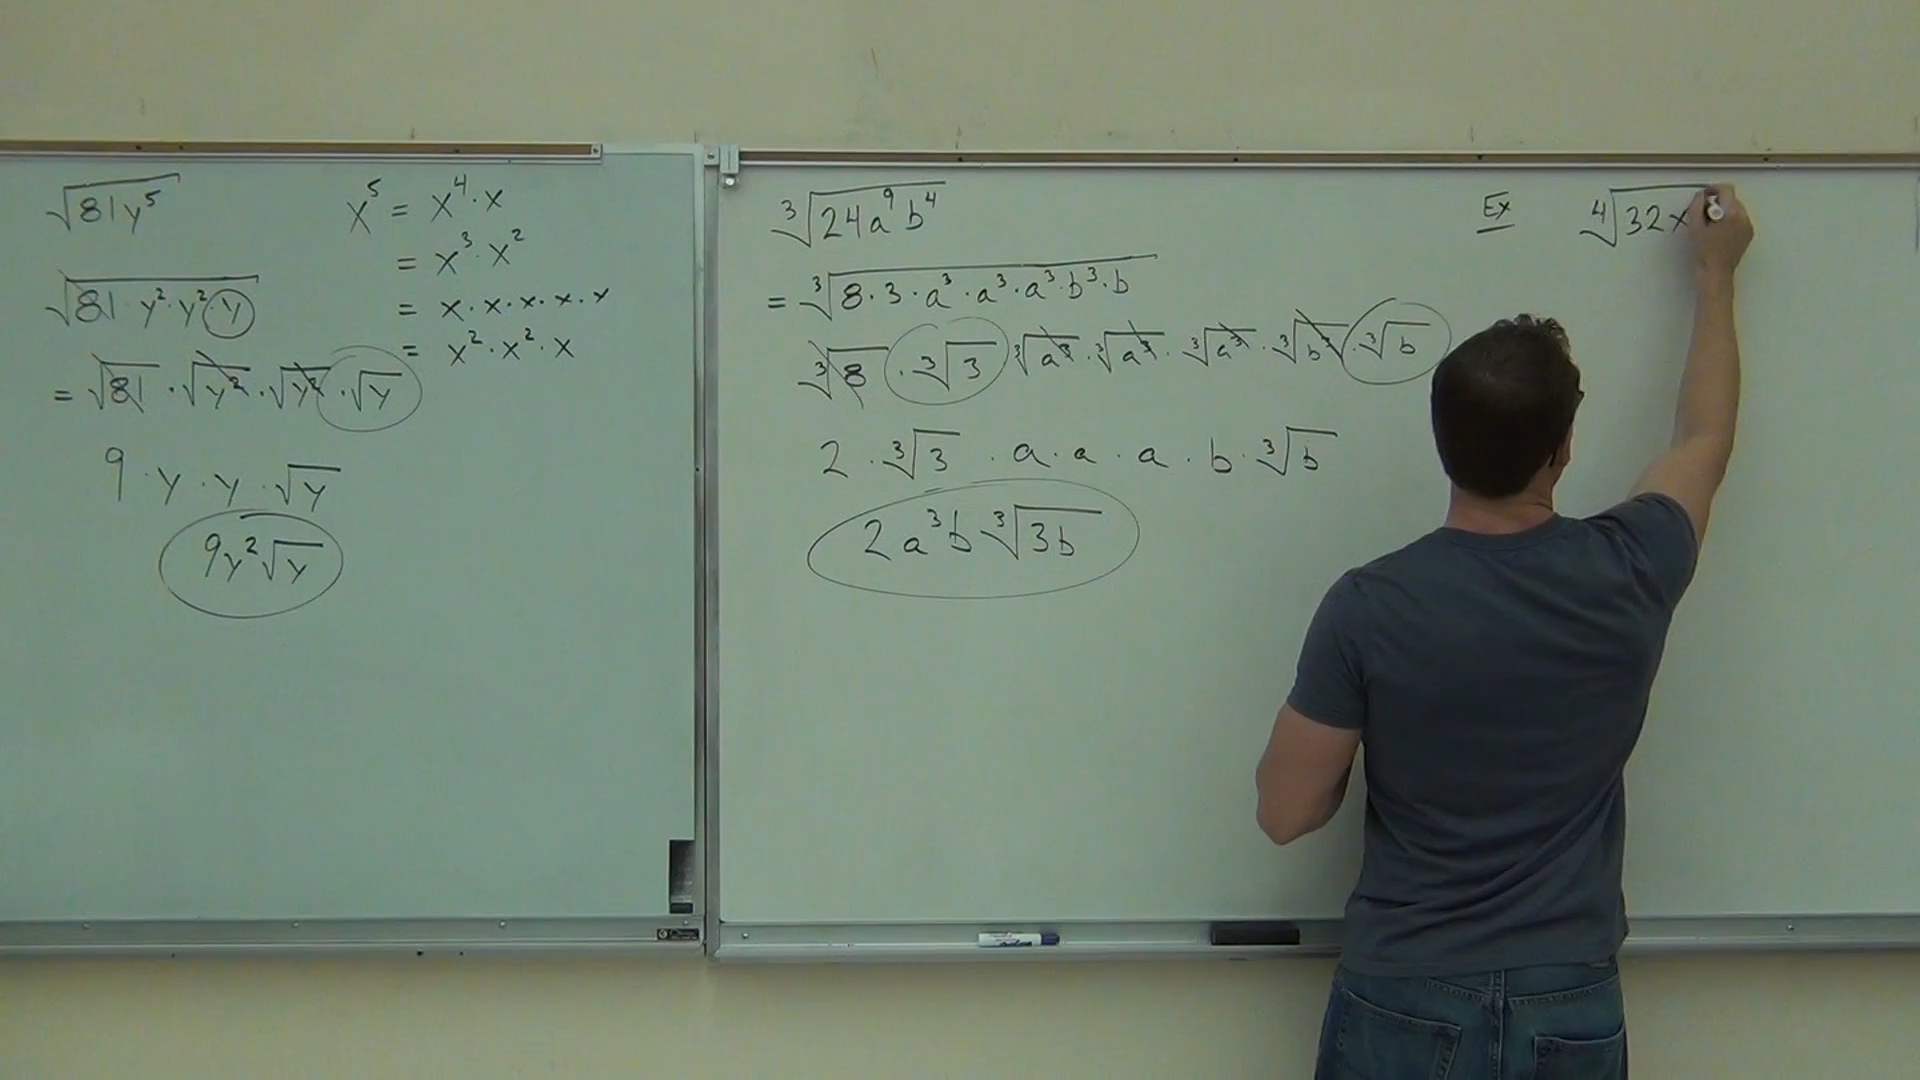 √81y⁵
√81·y²·y²·y
= √81·√y²·√y²·√y
9·y·y·√y
9y²√y
x⁵ = x⁴·x
= x³·x²
= x·x·x·x·x
= x²·x²·x
∛24a⁹b⁴
= ∛8·3·a³·a³·a³·b³·b
∛8·∛3 ∛a³·∛a³·∛a³·∛b³·∛b
2·∛3·a·a·a·b·∛b
2a³b∛3b
Ex ∜32x